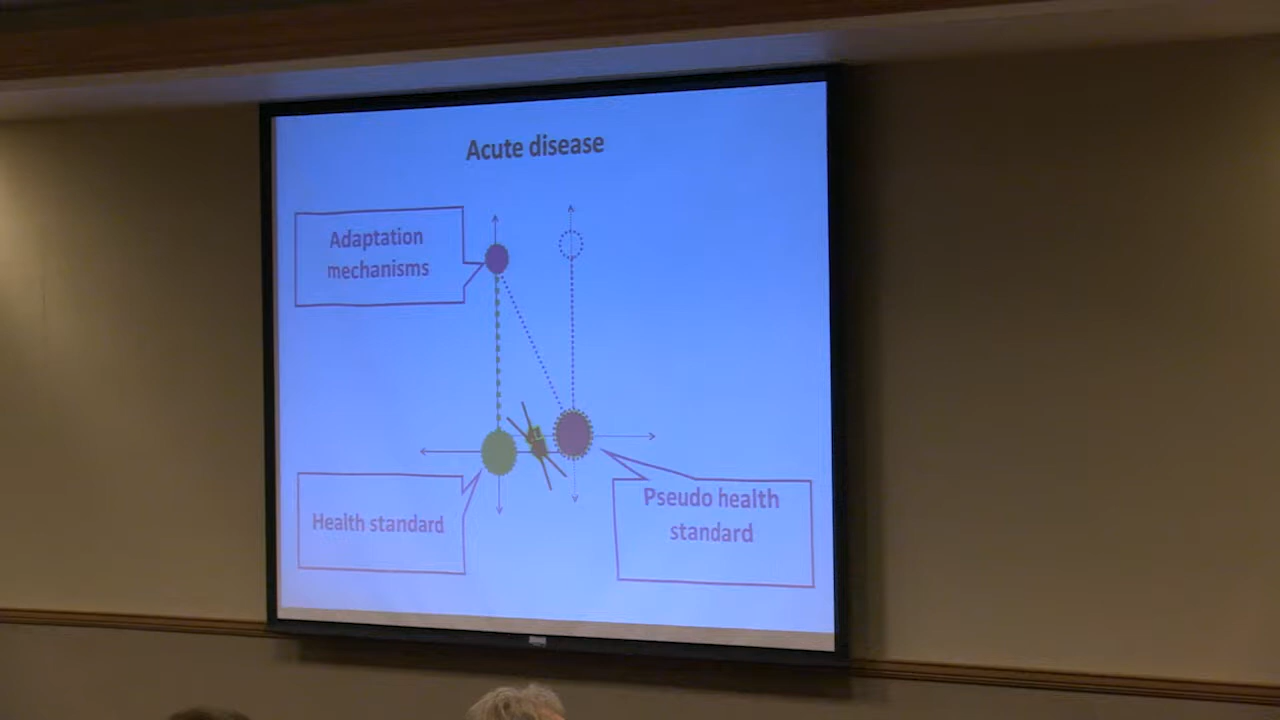 Acute disease
Adaptation
mechanisms
Health standard
Pseudo health
standard